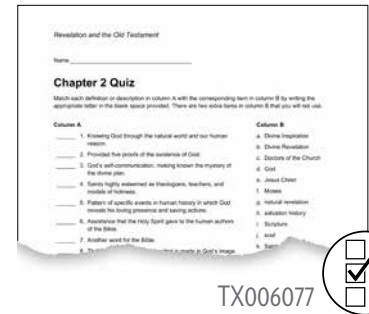 Revelation and the Old Testament
Name
Chapter 2 Quiz
Match each definition or description in column A with the corresponding item in column B by writing the
appropriate letter in the blank space provided. There are two extra items in column B that you will not use.
Column A
1. Knowing God through the natural world and our human
reason.
2. Provided five proofs of the existence of God.
3. God's self-communication, making known the mystery of
the divine plan.
4. Saints highly esteemed as theologians, teachers, and
models of holiness.
5. Pattern of specific events in human history in which God
reveals his loving presence and saving actions.
6. Assistance that the Holy Spirit gave to the human authors
of the Bible.
7. Another word for the Bible.
8. is made in God's image
Column B
a. Divine Inspiration
b. Divine Revelation
c. Doctors of the Church
d. God
e. Jesus Christ
f. Moses
g. natural revelation
h. salvation history
i. Scripture
j. soul
k.
TX006077